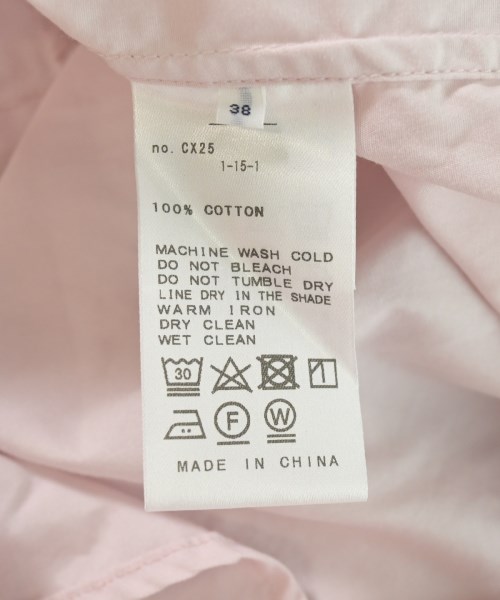 38
no. CX25
1-15-1
100% COTTON
MACHINE WASH COLD
DO NOT BLEACH
DO NOT TUMBLE DRY
LINE DRY IN THE SHADE
WARM IRON
DRY CLEAN
WET CLEAN
30
F W
MADE IN CHINA